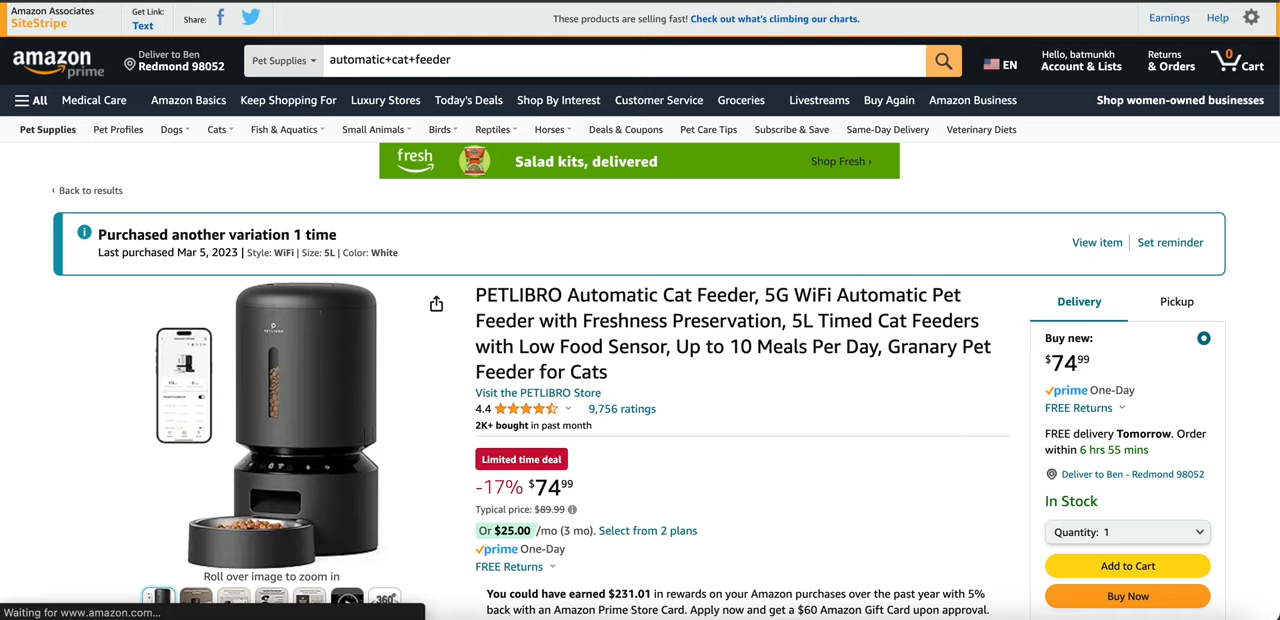 Amazon Associates
SiteStripe
Get Link:
Text
Share:
These products are selling fast! Check out what's climbing our charts.
Earnings
Help
amazon
prime
Deliver to Ben
Redmond 98052
Pet Supplies
automatic+cat+feeder
EN
Hello, batmunkh
Account & Lists
Returns
& Orders
0
Cart
All
Medical Care
Amazon Basics
Keep Shopping For
Luxury Stores
Today's Deals
Shop By Interest
Customer Service
Groceries
Livestreams
Buy Again
Amazon Business
Shop women-owned businesses
Pet Supplies
Pet Profiles
Dogs
Cats
Fish & Aquatics
Small Animals
Birds
Reptiles
Horses
Deals & Coupons
Pet Care Tips
Subscribe & Save
Same-Day Delivery
Veterinary Diets
fresh
Salad kits, delivered
Shop Fresh ›
‹ Back to results
Purchased another variation 1 time
Last purchased Mar 5, 2023 | Style: WiFi | Size: 5L | Color: White
View item
Set reminder
PETLIBRO
Roll over image to zoom in
360°
PETLIBRO Automatic Cat Feeder, 5G WiFi Automatic Pet
Feeder with Freshness Preservation, 5L Timed Cat Feeders
with Low Food Sensor, Up to 10 Meals Per Day, Granary Pet
Feeder for Cats
Visit the PETLIBRO Store
4.4
9,756 ratings
2K+ bought in past month
Limited time deal
-17% $7499
Typical price: $89.99
Or $25.00 /mo (3 mo). Select from 2 plans
prime One-Day
FREE Returns
You could have earned $231.01 in rewards on your Amazon purchases over the past year with 5%
back with an Amazon Prime Store Card. Apply now and get a $60 Amazon Gift Card upon approval.
Delivery
Pickup
Buy new:
$7499
prime One-Day
FREE Returns
FREE delivery Tomorrow. Order
within 6 hrs 55 mins
Deliver to Ben - Redmond 98052
In Stock
Quantity: 1
Add to Cart
Buy Now
Waiting for www.amazon.com...